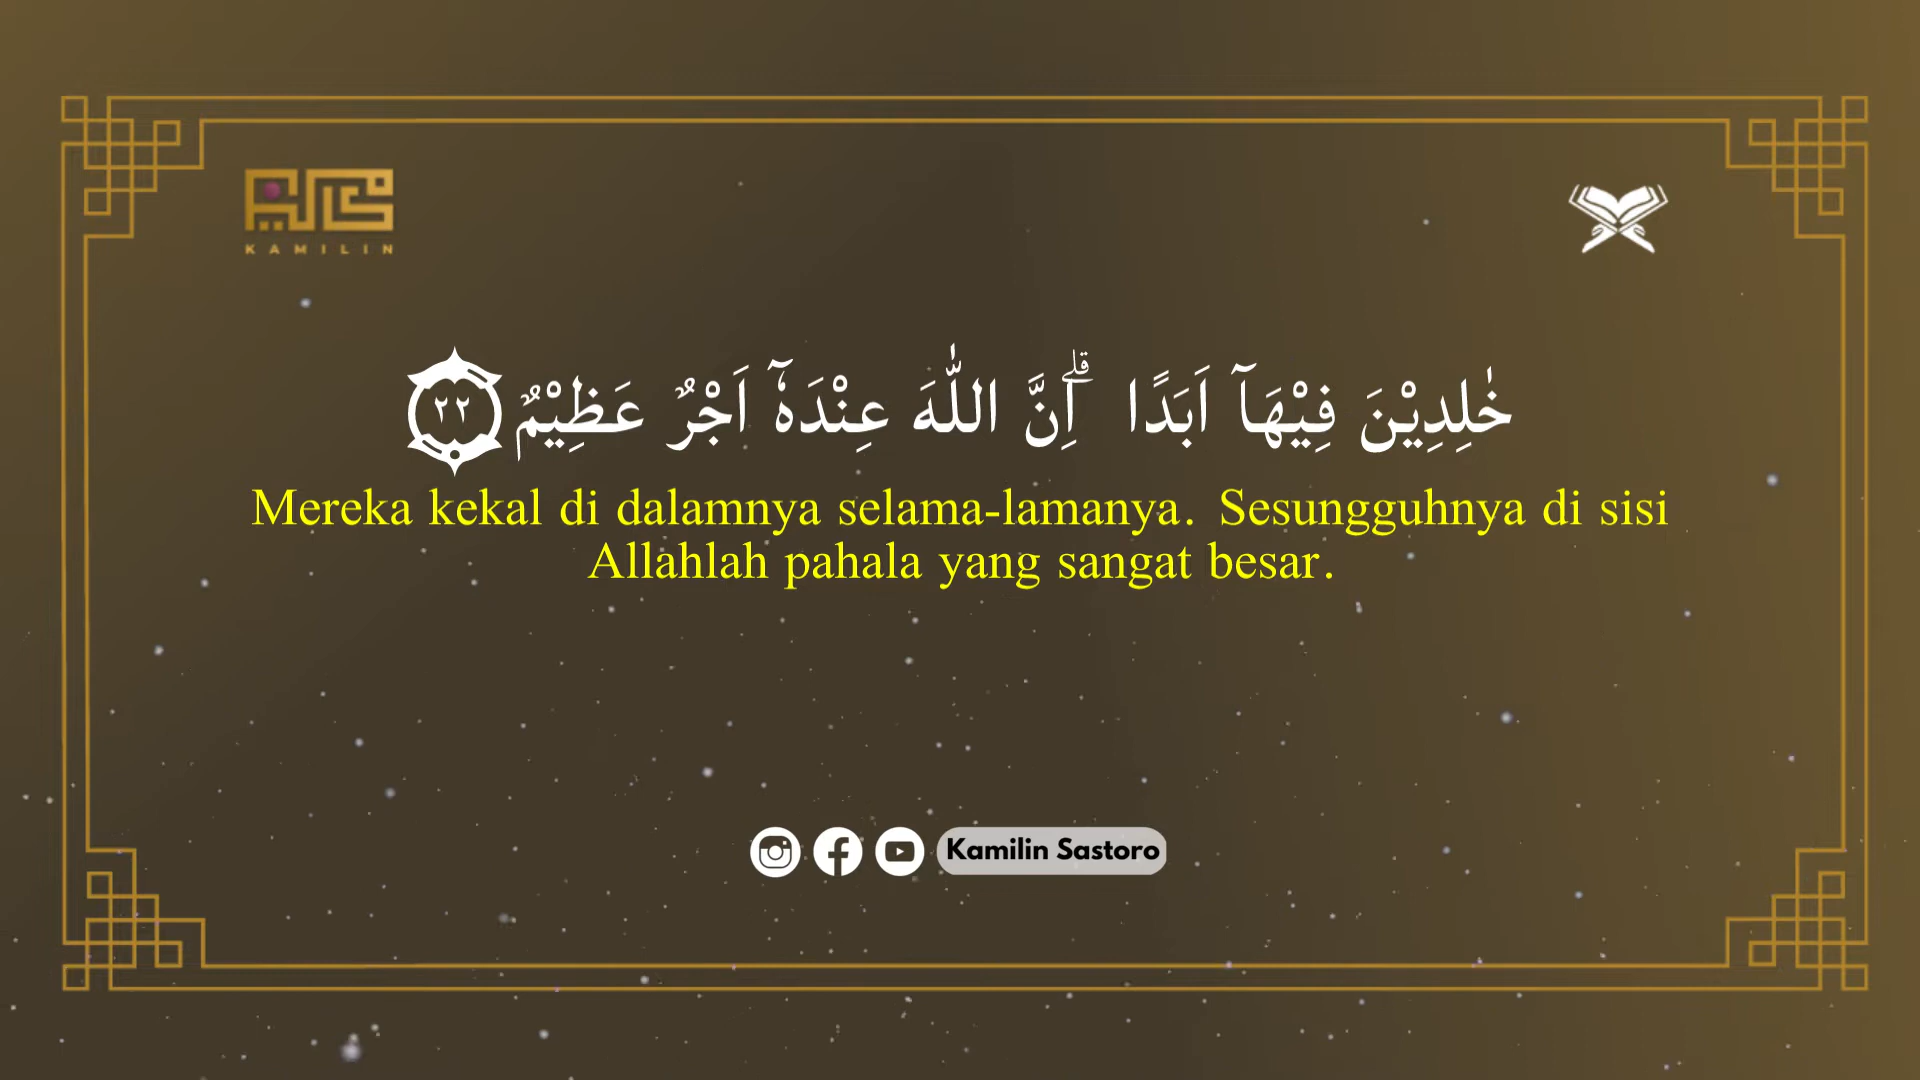 KAMILIN
خٰلِدِيْنَ فِيْهَآ اَبَدًا ۗاِنَّ اللّٰهَ عِنْدَهٗٓ اَجْرٌ عَظِيْمٌ ٢٢
Mereka kekal di dalamnya selama-lamanya. Sesungguhnya di sisi
Allahlah pahala yang sangat besar.
Kamilin Sastoro